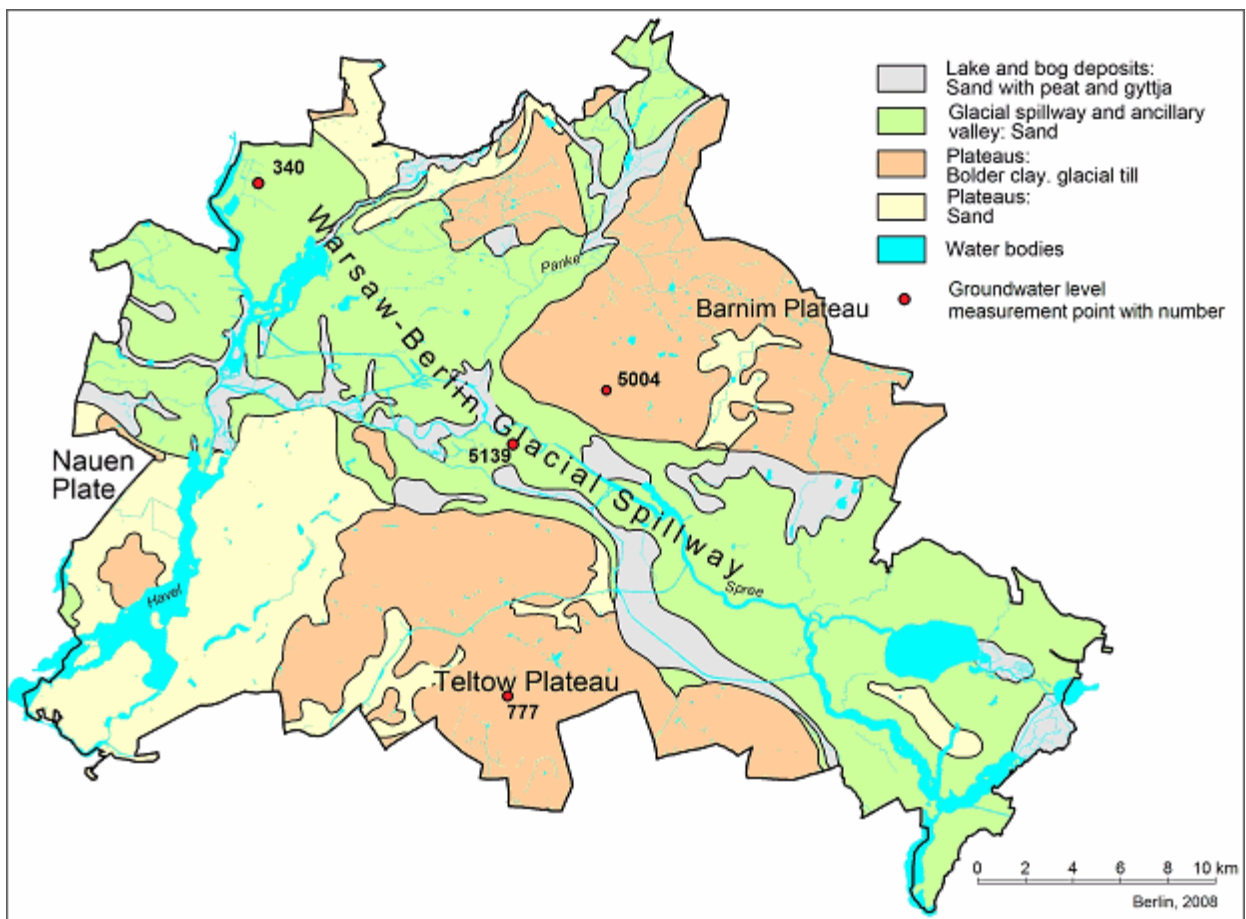 Lake and bog deposits:
Sand with peat and gyttja
Glacial spillway and ancillary
valley: Sand
Plateaus:
Bolder clay. glacial till
Plateaus:
Sand
Water bodies
Groundwater level
measurement point with number
340
Warsaw-Berlin Glacial Spillway
Panke
Barnim Plateau
5004
5139
Nauen
Plate
Havel
Spree
Teltow Plateau
777
0 2 4 6 8 10 km
Berlin, 2008